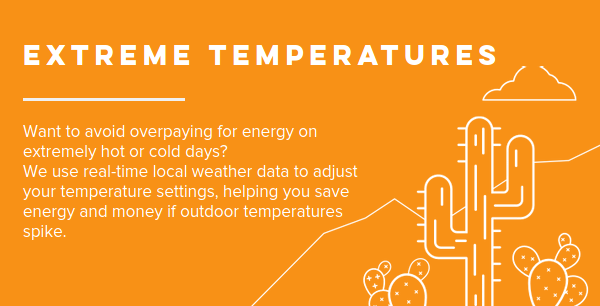 EXTREME TEMPERATURES
Want to avoid overpaying for energy on
extremely hot or cold days?
We use real-time local weather data to adjust
your temperature settings, helping you save
energy and money if outdoor temperatures
spike.